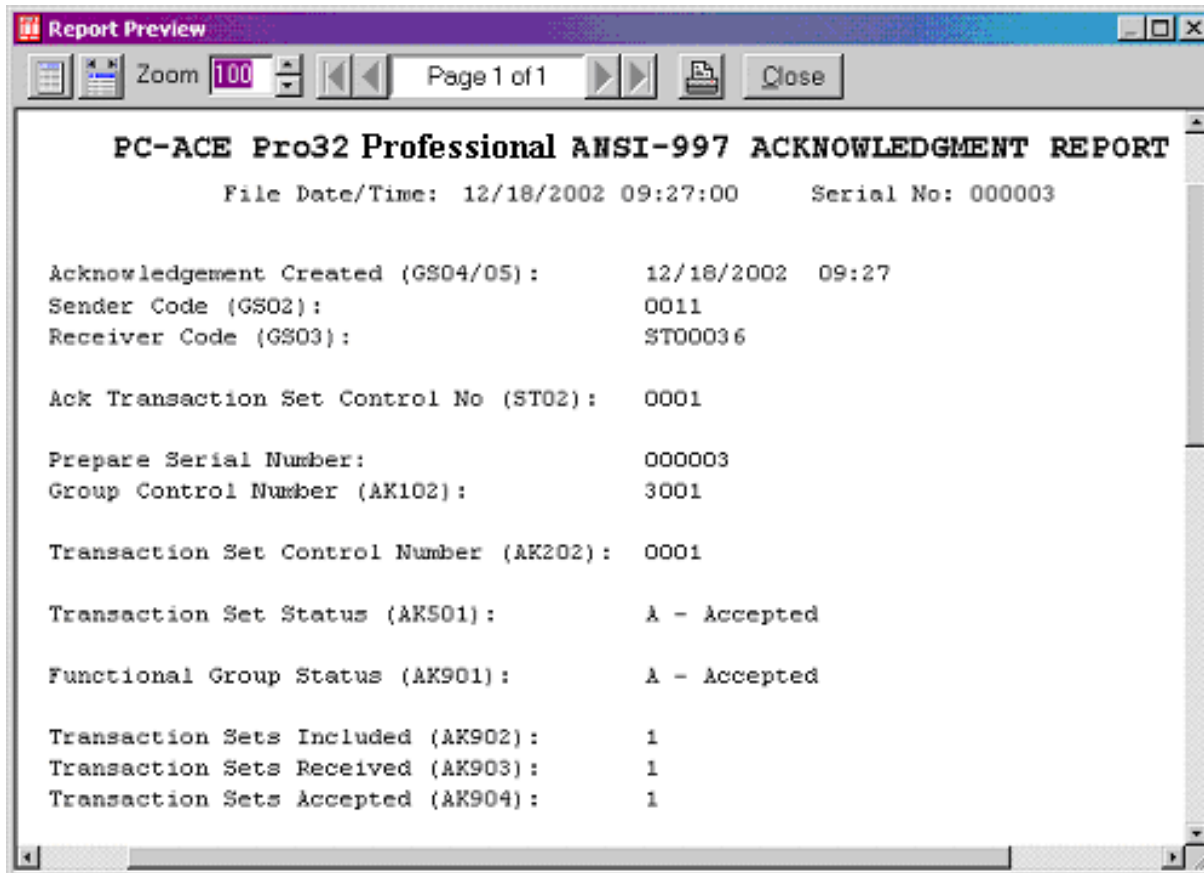 Report Preview
Zoom 100 Page 1 of 1 Close
PC-ACE Pro32 Professional ANSI-997 ACKNOWLEDGMENT REPORT
File Date/Time: 12/18/2002 09:27:00 Serial No: 000003
Acknowledgement Created (GS04/05): 12/18/2002 09:27
Sender Code (GS02): 0011
Receiver Code (GS03): ST00036
Ack Transaction Set Control No (ST02): 0001
Prepare Serial Number: 000003
Group Control Number (AK102): 3001
Transaction Set Control Number (AK202): 0001
Transaction Set Status (AK501): A - Accepted
Functional Group Status (AK901): A - Accepted
Transaction Sets Included (AK902): 1
Transaction Sets Received (AK903): 1
Transaction Sets Accepted (AK904): 1